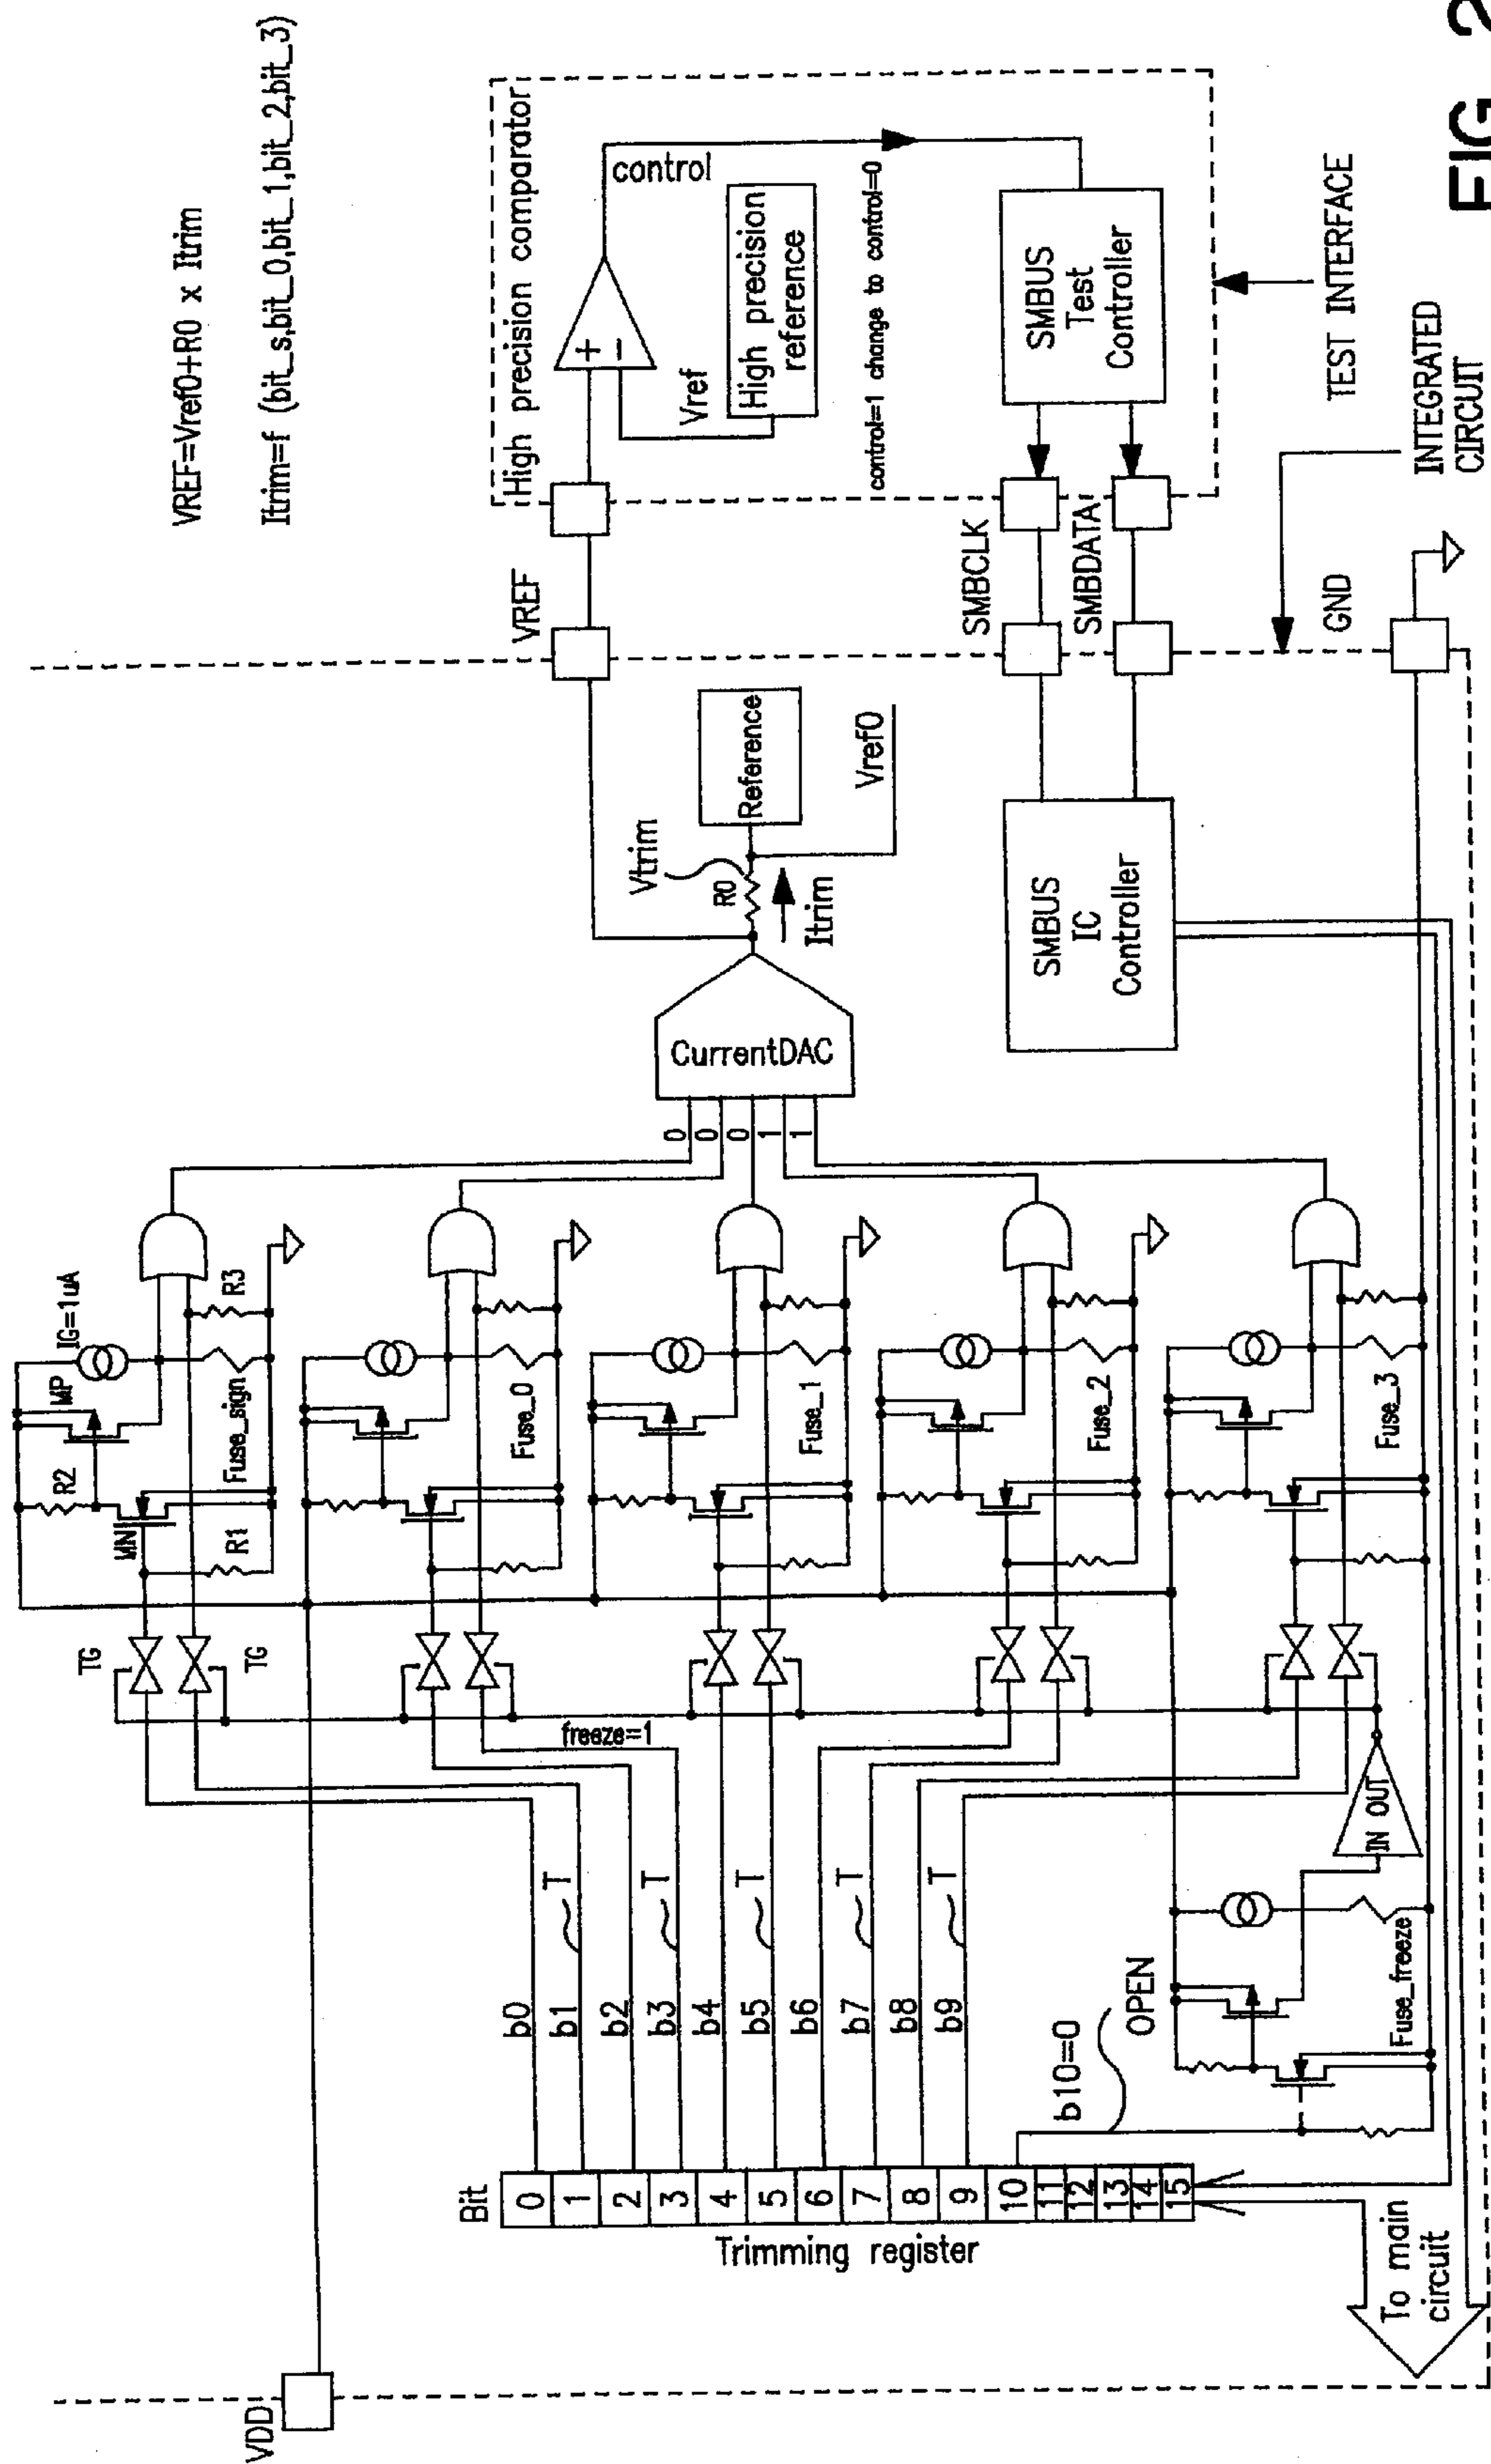 VREF=Vref0+R0 x Itrim
Itrim=f (bit_s,bit_0,bit_1,bit_2,bit_3)
VDD
TG
TG
MN
R1
R2
MP
IG=1uA
Fuse_sign
R3
Fuse_0
Fuse_1
Fuse_2
Fuse_3
freeze=1
Bit
0
1
2
3
4
5
6
7
8
9
10
11
12
13
14
15
Trimming register
b0
b1
T
b2
b3
T
b4
b5
T
b6
b7
T
b8
b9
T
b10=0
OPEN
Fuse_freeze
IN OUT
To main
circuit
0
0
0
1
1
CurrentDAC
Vtrim
R0
Itrim
Reference
Vref0
VREF
High precision comparator
+
−
control
Vref
High precision
reference
control=1 change to control=0
SMBUS
IC
Controller
SMBCLK
SMBDATA
SMBUS
Test
Controller
GND
TEST INTERFACE
INTEGRATED
CIRCUIT
FIG 2